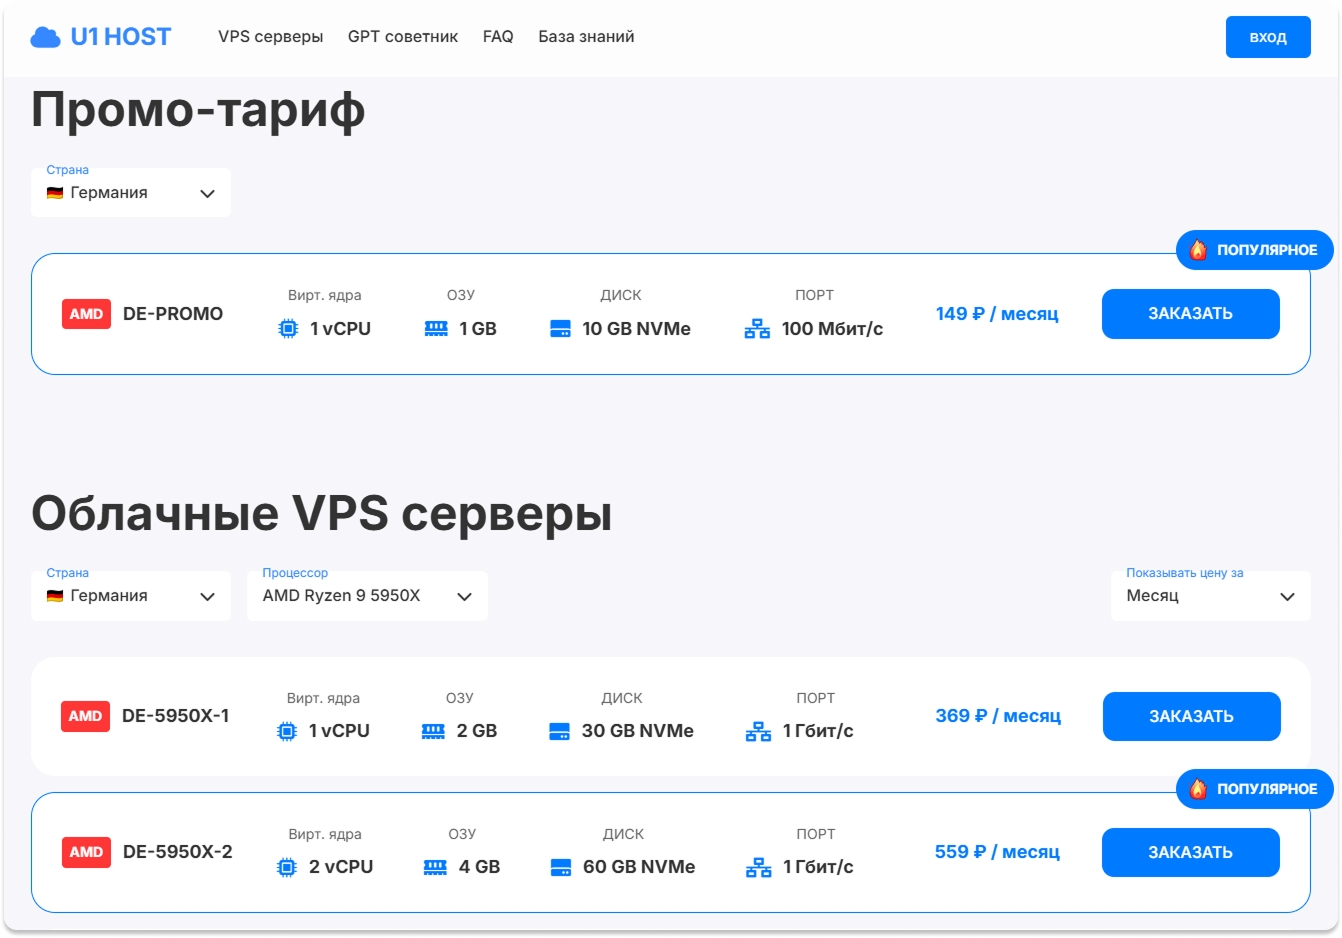 U1 HOST VPS серверы GPT советник FAQ База знаний ВХОД
Промо-тариф
Страна
Германия
ПОПУЛЯРНОЕ
Вирт. ядра ОЗУ ДИСК ПОРТ
AMD DE-PROMO 1 vCPU 1 GB 10 GB NVMe 100 Мбит/с 149 ₽ / месяц ЗАКАЗАТЬ
Облачные VPS серверы
Страна Процессор Показывать цену за
Германия AMD Ryzen 9 5950X Месяц
Вирт. ядра ОЗУ ДИСК ПОРТ
AMD DE-5950X-1 1 vCPU 2 GB 30 GB NVMe 1 Гбит/с 369 ₽ / месяц ЗАКАЗАТЬ
ПОПУЛЯРНОЕ
Вирт. ядра ОЗУ ДИСК ПОРТ
AMD DE-5950X-2 2 vCPU 4 GB 60 GB NVMe 1 Гбит/с 559 ₽ / месяц ЗАКАЗАТЬ